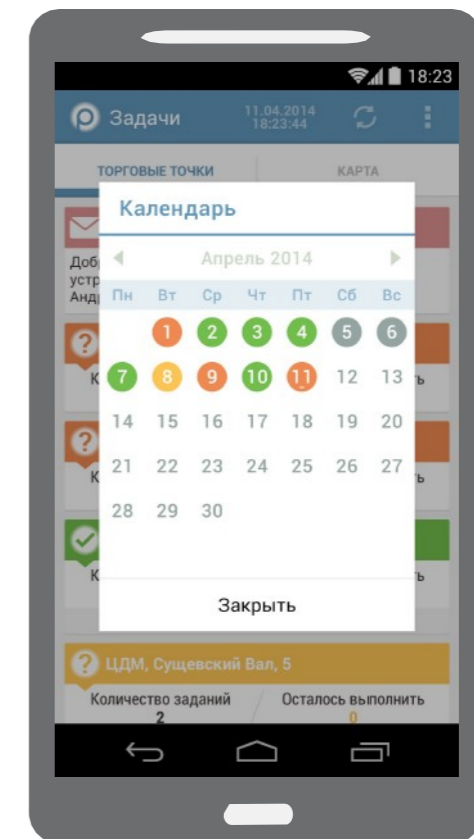 18:23
Задачи
11.04.2014
18:23:44
ТОРГОВЫЕ ТОЧКИ
КАРТА
Календарь
Апрель 2014
Пн Вт Ср Чт Пт Сб Вс
1 2 3 4 5 6
7 8 9 10 11 12 13
14 15 16 17 18 19 20
21 22 23 24 25 26 27
28 29 30
Закрыть
ЦДМ, Сущевский Вал, 5
Количество заданий
2
Осталось выполнить
0